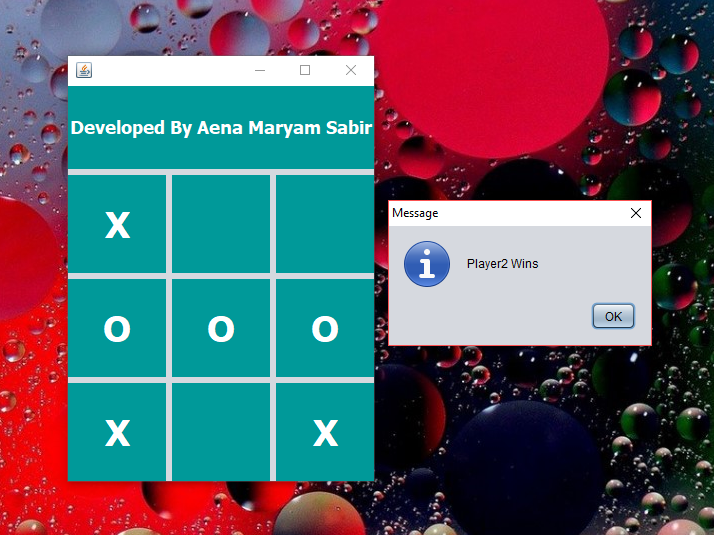 Developed By Aena Maryam Sabir
X
O O O
X X
Message
Player2 Wins
OK